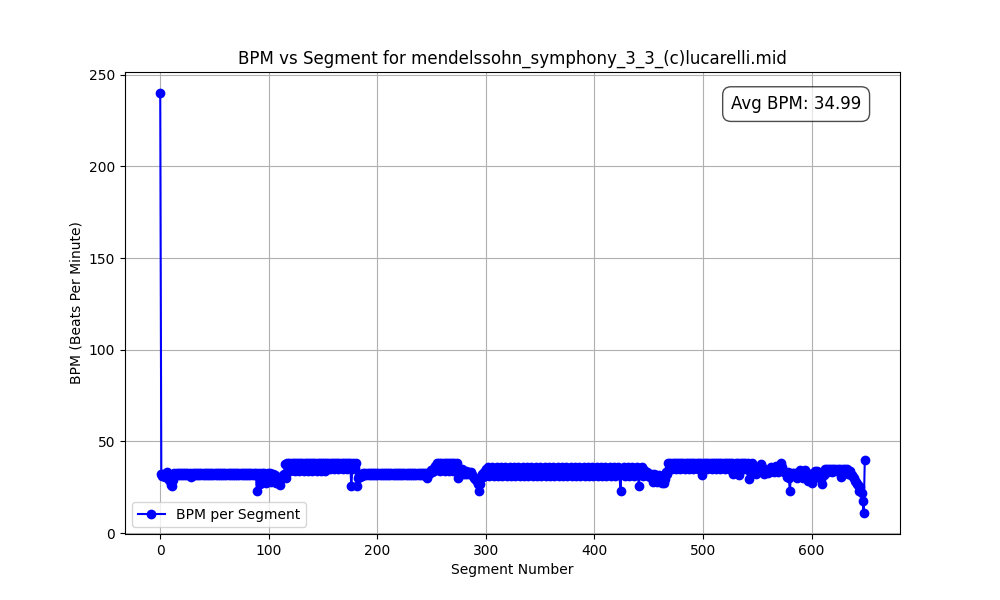 BPM vs Segment for mendelssohn_symphony_3_3_(c)lucarelli.mid
Avg BPM: 34.99
BPM (Beats Per Minute)
250
200
150
100
50
0
BPM per Segment
0 100 200 300 400 500 600
Segment Number